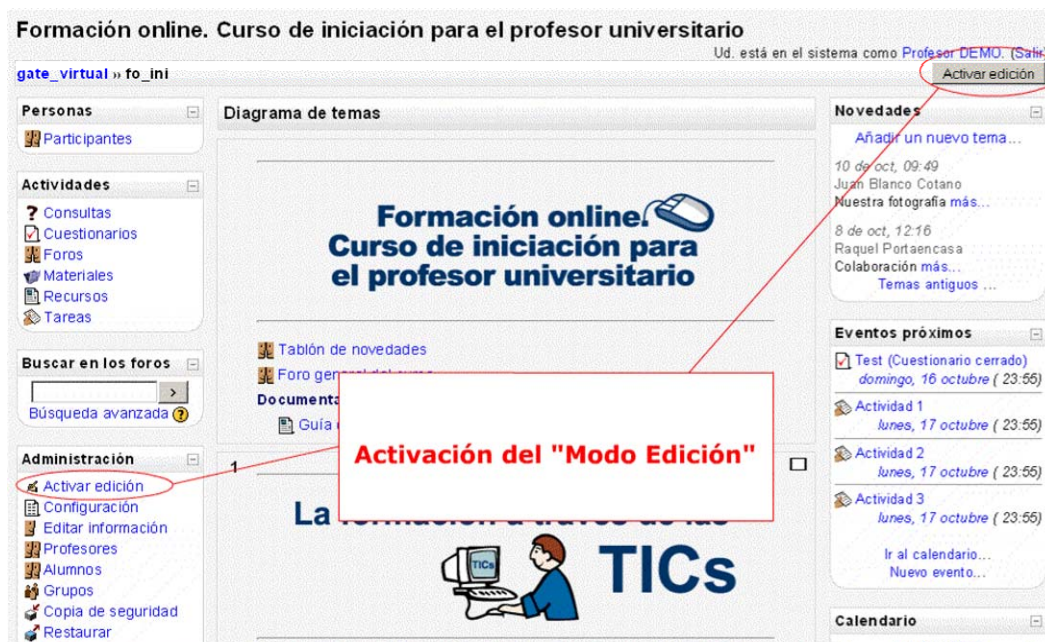 Formación online. Curso de iniciación para el profesor universitario
Ud. está en el sistema como Profesor DEMO. (Salir)
gate_virtual » fo_ini
Activar edición
Personas
Participantes
Actividades
Consultas
Cuestionarios
Foros
Materiales
Recursos
Tareas
Buscar en los foros
>
Búsqueda avanzada ?
Administración
Activar edición
Configuración
Editar información
Profesores
Alumnos
Grupos
Copia de seguridad
Restaurar
Diagrama de temas
Formación online.
Curso de iniciación para
el profesor universitario
Tablón de novedades
Foro general del curso
Documenta
Guía
Activación del "Modo Edición"
1
La formación a través de las
TICs
TICs
Novedades
Añadir un nuevo tema...
10 de oct, 09:49
Juan Blanco Cotano
Nuestra fotografía más...
8 de oct, 12:16
Raquel Portaencasa
Colaboración más...
Temas antiguos ...
Eventos próximos
Test (Cuestionario cerrado)
domingo, 16 octubre ( 23:55)
Actividad 1
lunes, 17 octubre ( 23:55)
Actividad 2
lunes, 17 octubre ( 23:55)
Actividad 3
lunes, 17 octubre ( 23:55)
Ir al calendario...
Nuevo evento...
Calendario